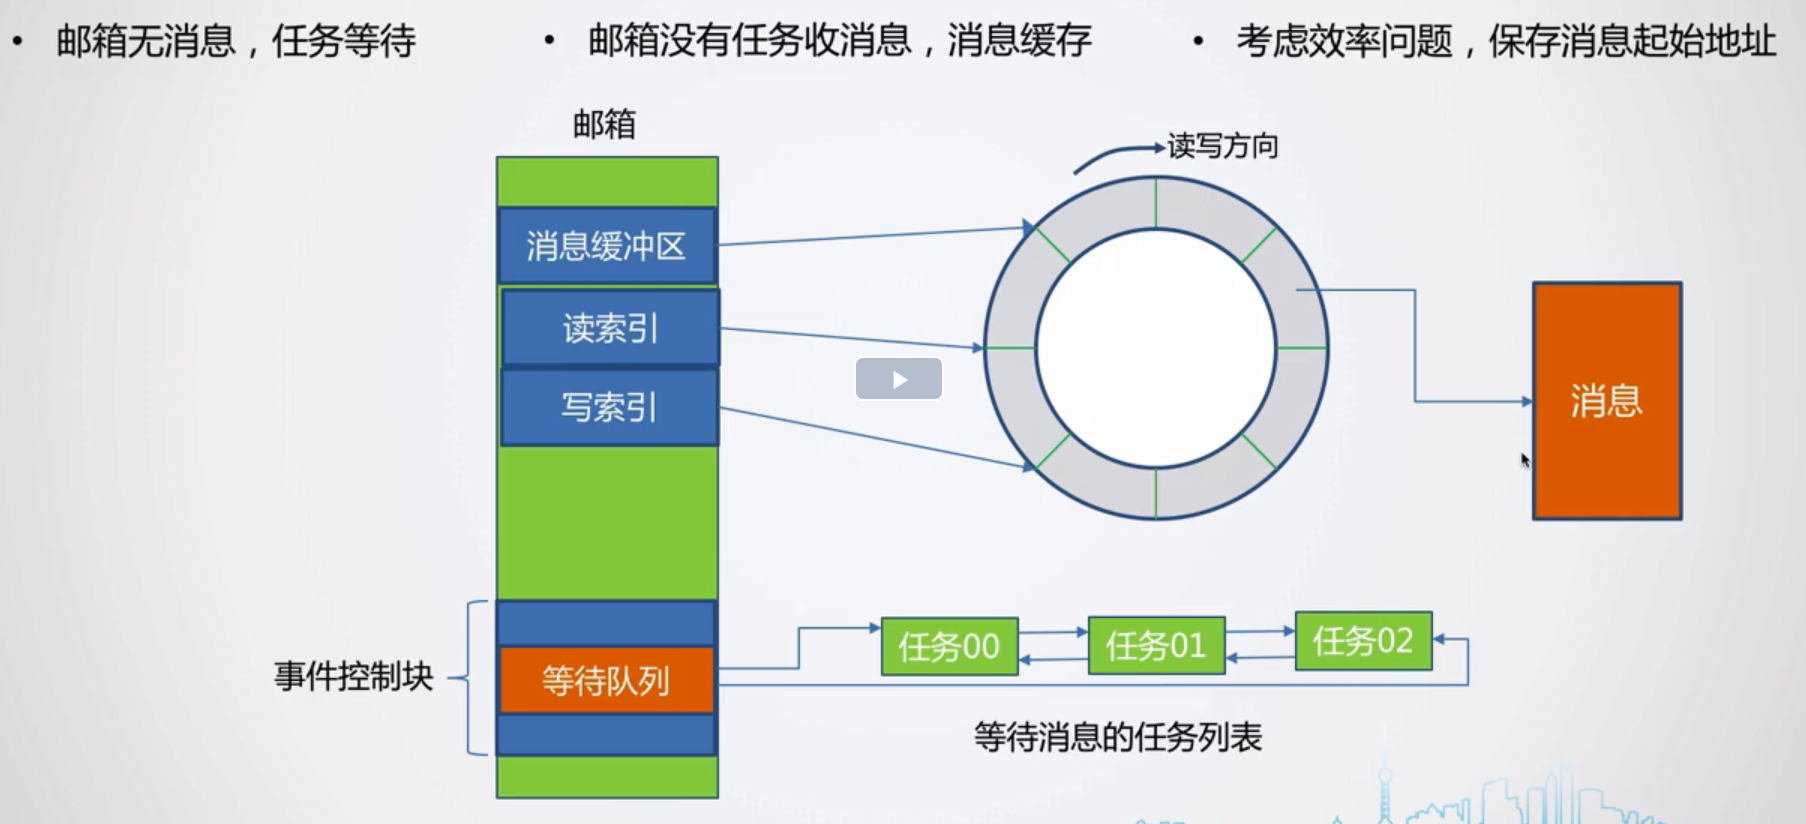 • 邮箱无消息，任务等待
• 邮箱没有任务收消息，消息缓存
• 考虑效率问题，保存消息起始地址
邮箱
读写方向
消息缓冲区
读索引
写索引
消息
事件控制块
等待队列
任务00
任务01
任务02
等待消息的任务列表